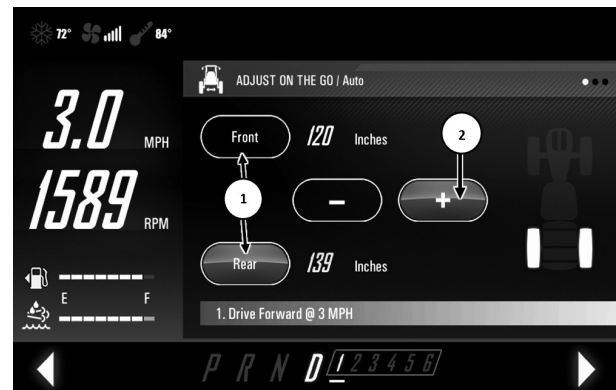 72° 84°
ADJUST ON THE GO / Auto
3.0 MPH
Front 120 Inches
2
1589 RPM
1
− +
Rear 139 Inches
E F
1. Drive Forward @ 3 MPH
P R N D 1 2 3 4 5 6